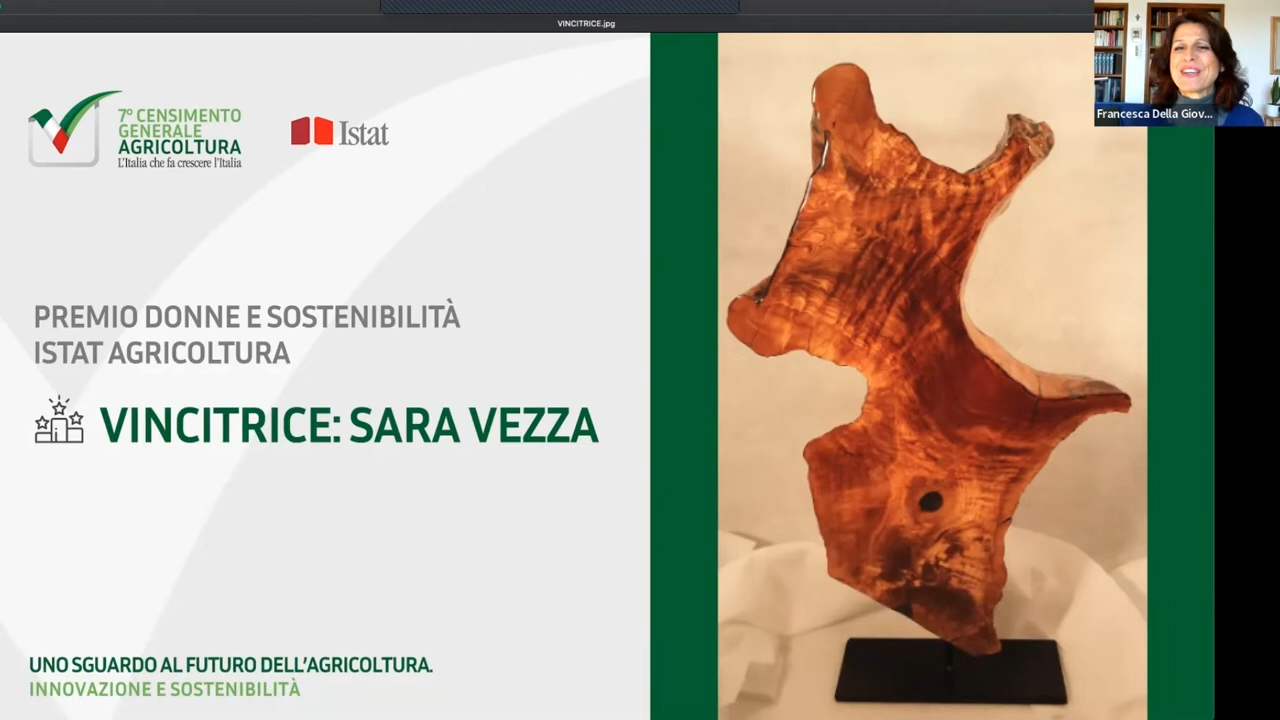 VINCITRICE.jpg
7° CENSIMENTO
GENERALE
AGRICOLTURA
L'Italia che fa crescere l'Italia
Istat
Francesca Della Giov...
PREMIO DONNE E SOSTENIBILITÀ
ISTAT AGRICOLTURA
VINCITRICE: SARA VEZZA
UNO SGUARDO AL FUTURO DELL'AGRICOLTURA.
INNOVAZIONE E SOSTENIBILITÀ